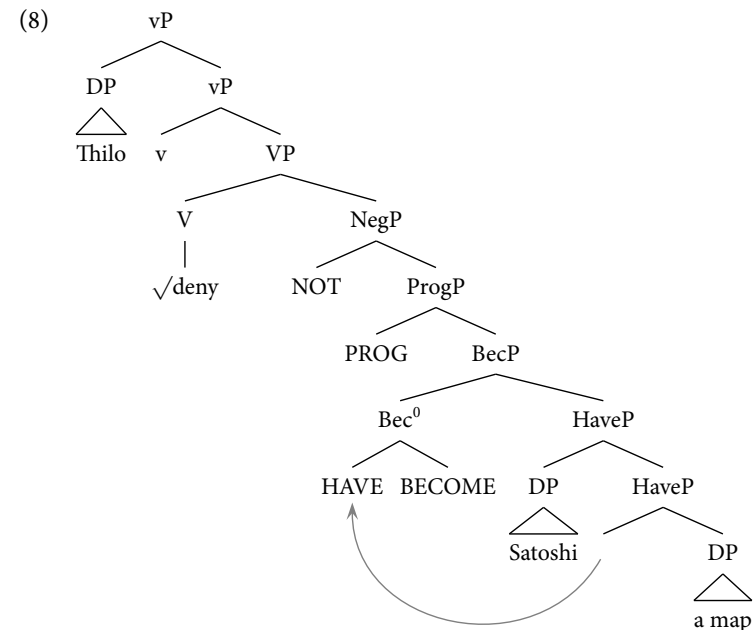 (8) vP
DP vP
Thilo v VP
V NegP
√deny NOT ProgP
PROG BecP
Bec⁰ HaveP
HAVE BECOME DP HaveP
Satoshi DP
a map